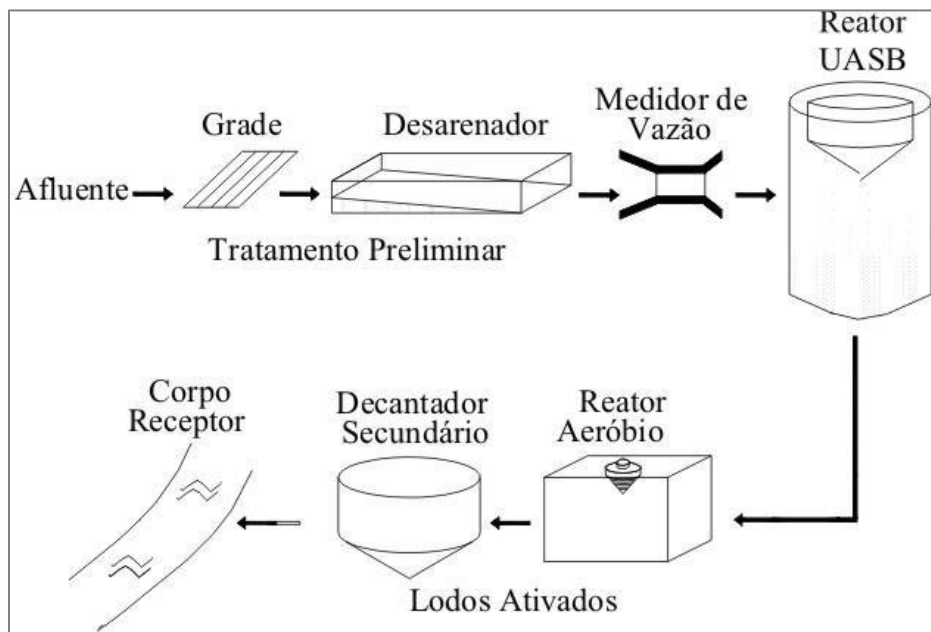 Reator
UASB
Medidor de
Vazão
Grade
Desarenador
Afluente
Tratamento Preliminar
Corpo
Receptor
Decantador
Secundário
Reator
Aeróbio
Lodos Ativados